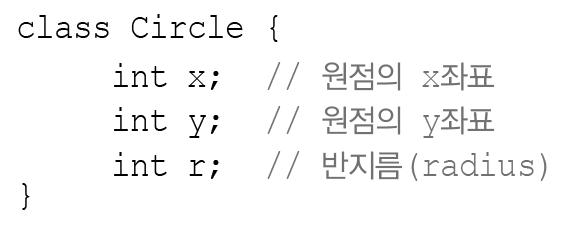 class Circle {
int x; // 원점의 x좌표
int y; // 원점의 y좌표
int r; // 반지름(radius)
}